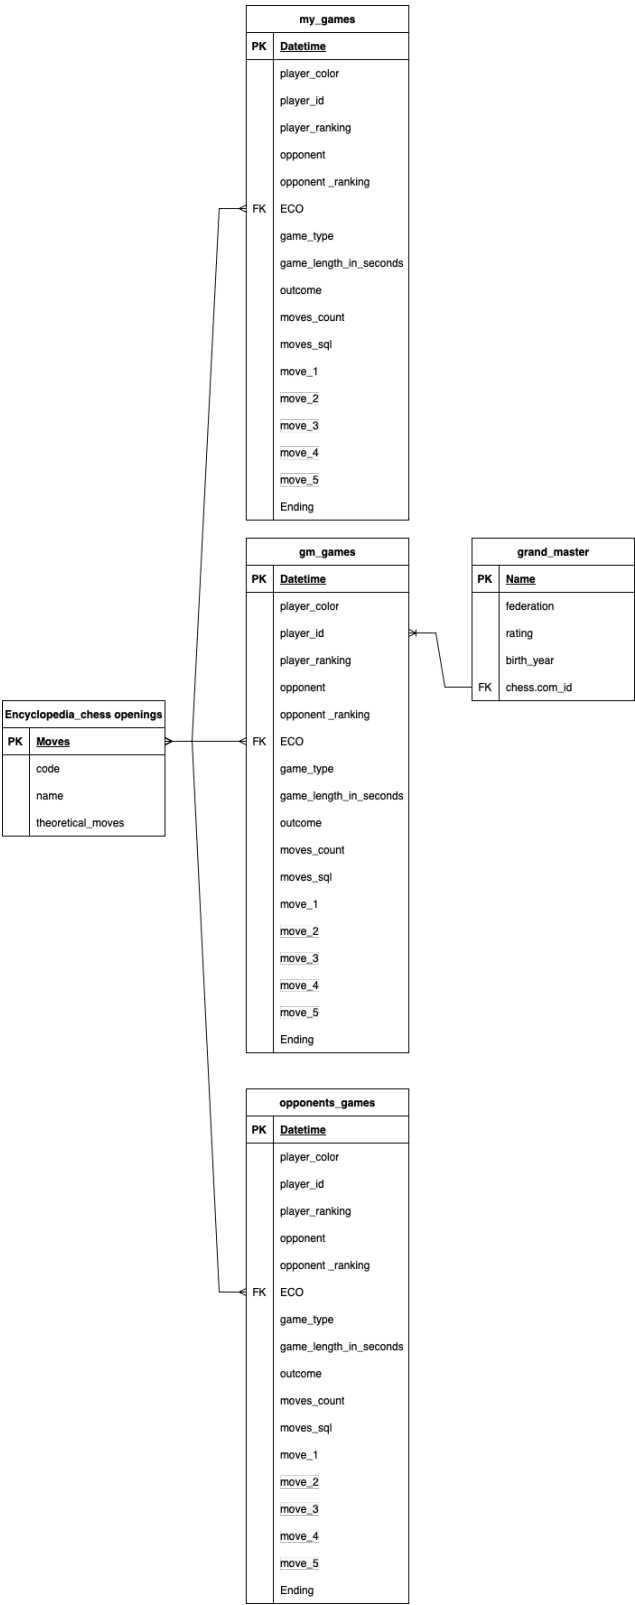 my_games
PK Datetime
player_color
player_id
player_ranking
opponent
opponent _ranking
FK ECO
game_type
game_length_in_seconds
outcome
moves_count
moves_sql
move_1
move_2
move_3
move_4
move_5
Ending
gm_games
PK Datetime
player_color
player_id
player_ranking
opponent
opponent _ranking
FK ECO
game_type
game_length_in_seconds
outcome
moves_count
moves_sql
move_1
move_2
move_3
move_4
move_5
Ending
grand_master
PK Name
federation
rating
birth_year
FK chess.com_id
Encyclopedia_chess openings
PK Moves
code
name
theoretical_moves
opponents_games
PK Datetime
player_color
player_id
player_ranking
opponent
opponent _ranking
FK ECO
game_type
game_length_in_seconds
outcome
moves_count
moves_sql
move_1
move_2
move_3
move_4
move_5
Ending